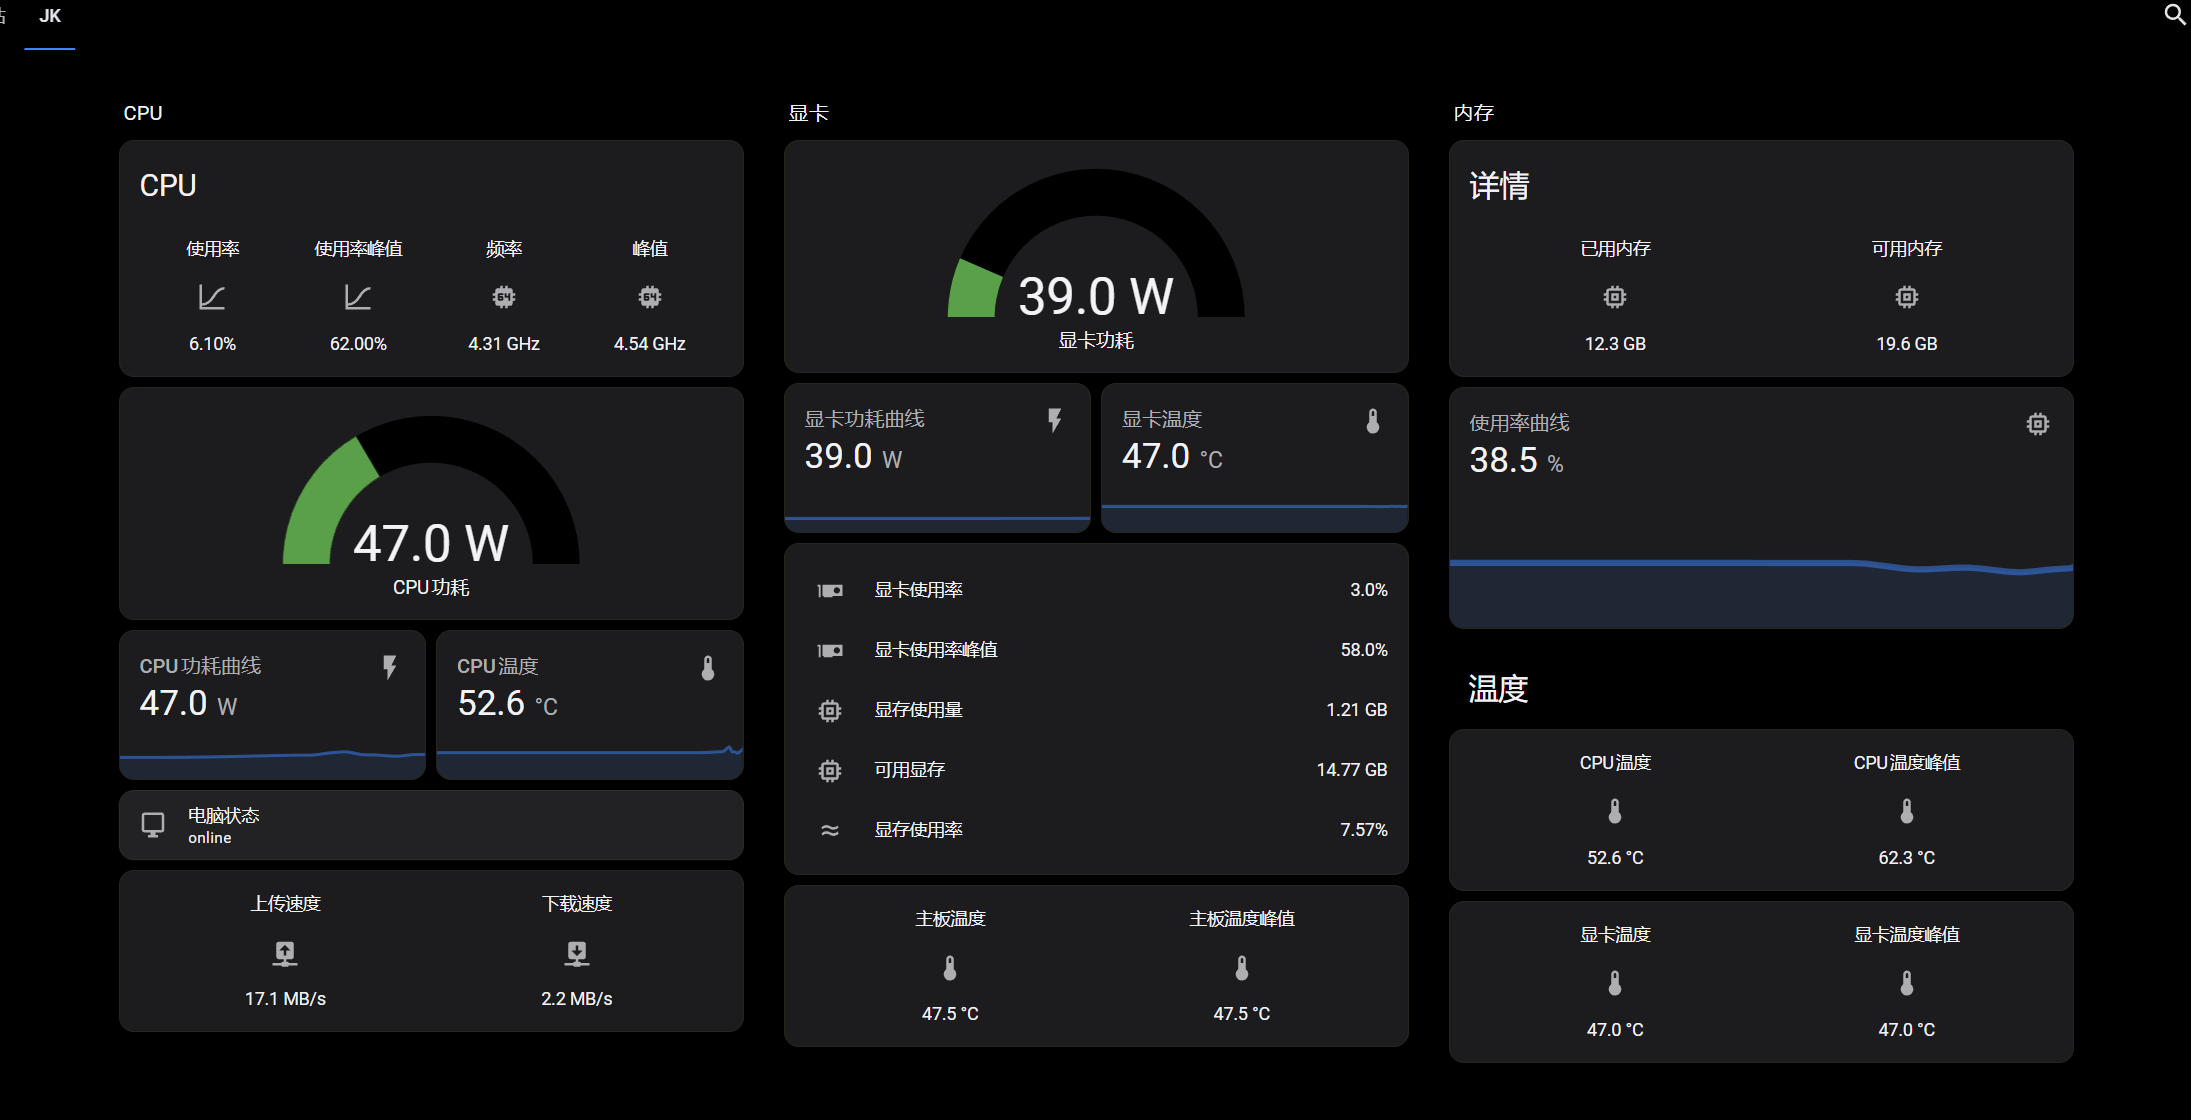 JK
CPU
CPU
使用率 使用率峰值 频率 峰值
64 64
6.10% 62.00% 4.31 GHz 4.54 GHz
47.0 W
CPU功耗
CPU功耗曲线
47.0 W
CPU温度
52.6 °C
电脑状态
online
上传速度 下载速度
17.1 MB/s 2.2 MB/s
显卡
39.0 W
显卡功耗
显卡功耗曲线
39.0 W
显卡温度
47.0 °C
显卡使用率 3.0%
显卡使用率峰值 58.0%
显存使用量 1.21 GB
可用显存 14.77 GB
显存使用率 7.57%
主板温度 主板温度峰值
47.5 °C 47.5 °C
内存
详情
已用内存 可用内存
12.3 GB 19.6 GB
使用率曲线
38.5 %
温度
CPU温度 CPU温度峰值
52.6 °C 62.3 °C
显卡温度 显卡温度峰值
47.0 °C 47.0 °C